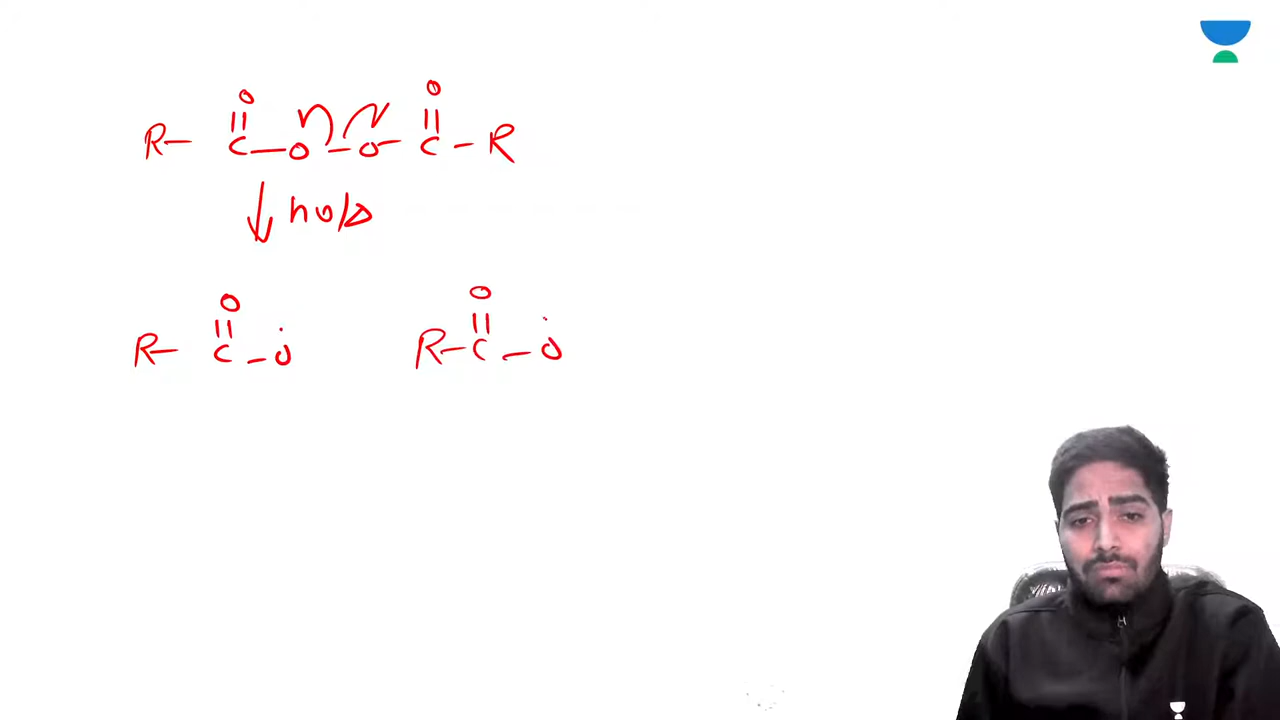 O O
|| ||
R– C – O – O – C – R
↓ hν/Δ
O O
|| ||
R– C – Ȯ R– C – Ȯ